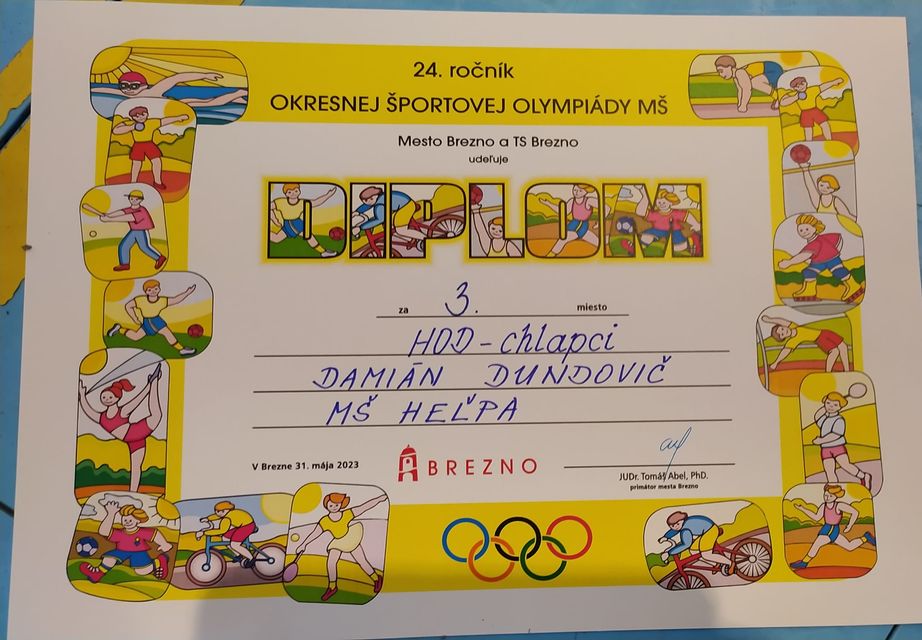 24. ročník
OKRESNEJ ŠPORTOVEJ OLYMPIÁDY MŠ
Mesto Brezno a TS Brezno
udeľuje
DIPLOM
za 3. miesto
HOD - chlapci
DAMIÁN DUNDOVIČ
MŠ HEĽPA
V Brezne 31. mája 2023
BREZNO
JUDr. Tomáš Abel, PhD.
primátor mesta Brezno